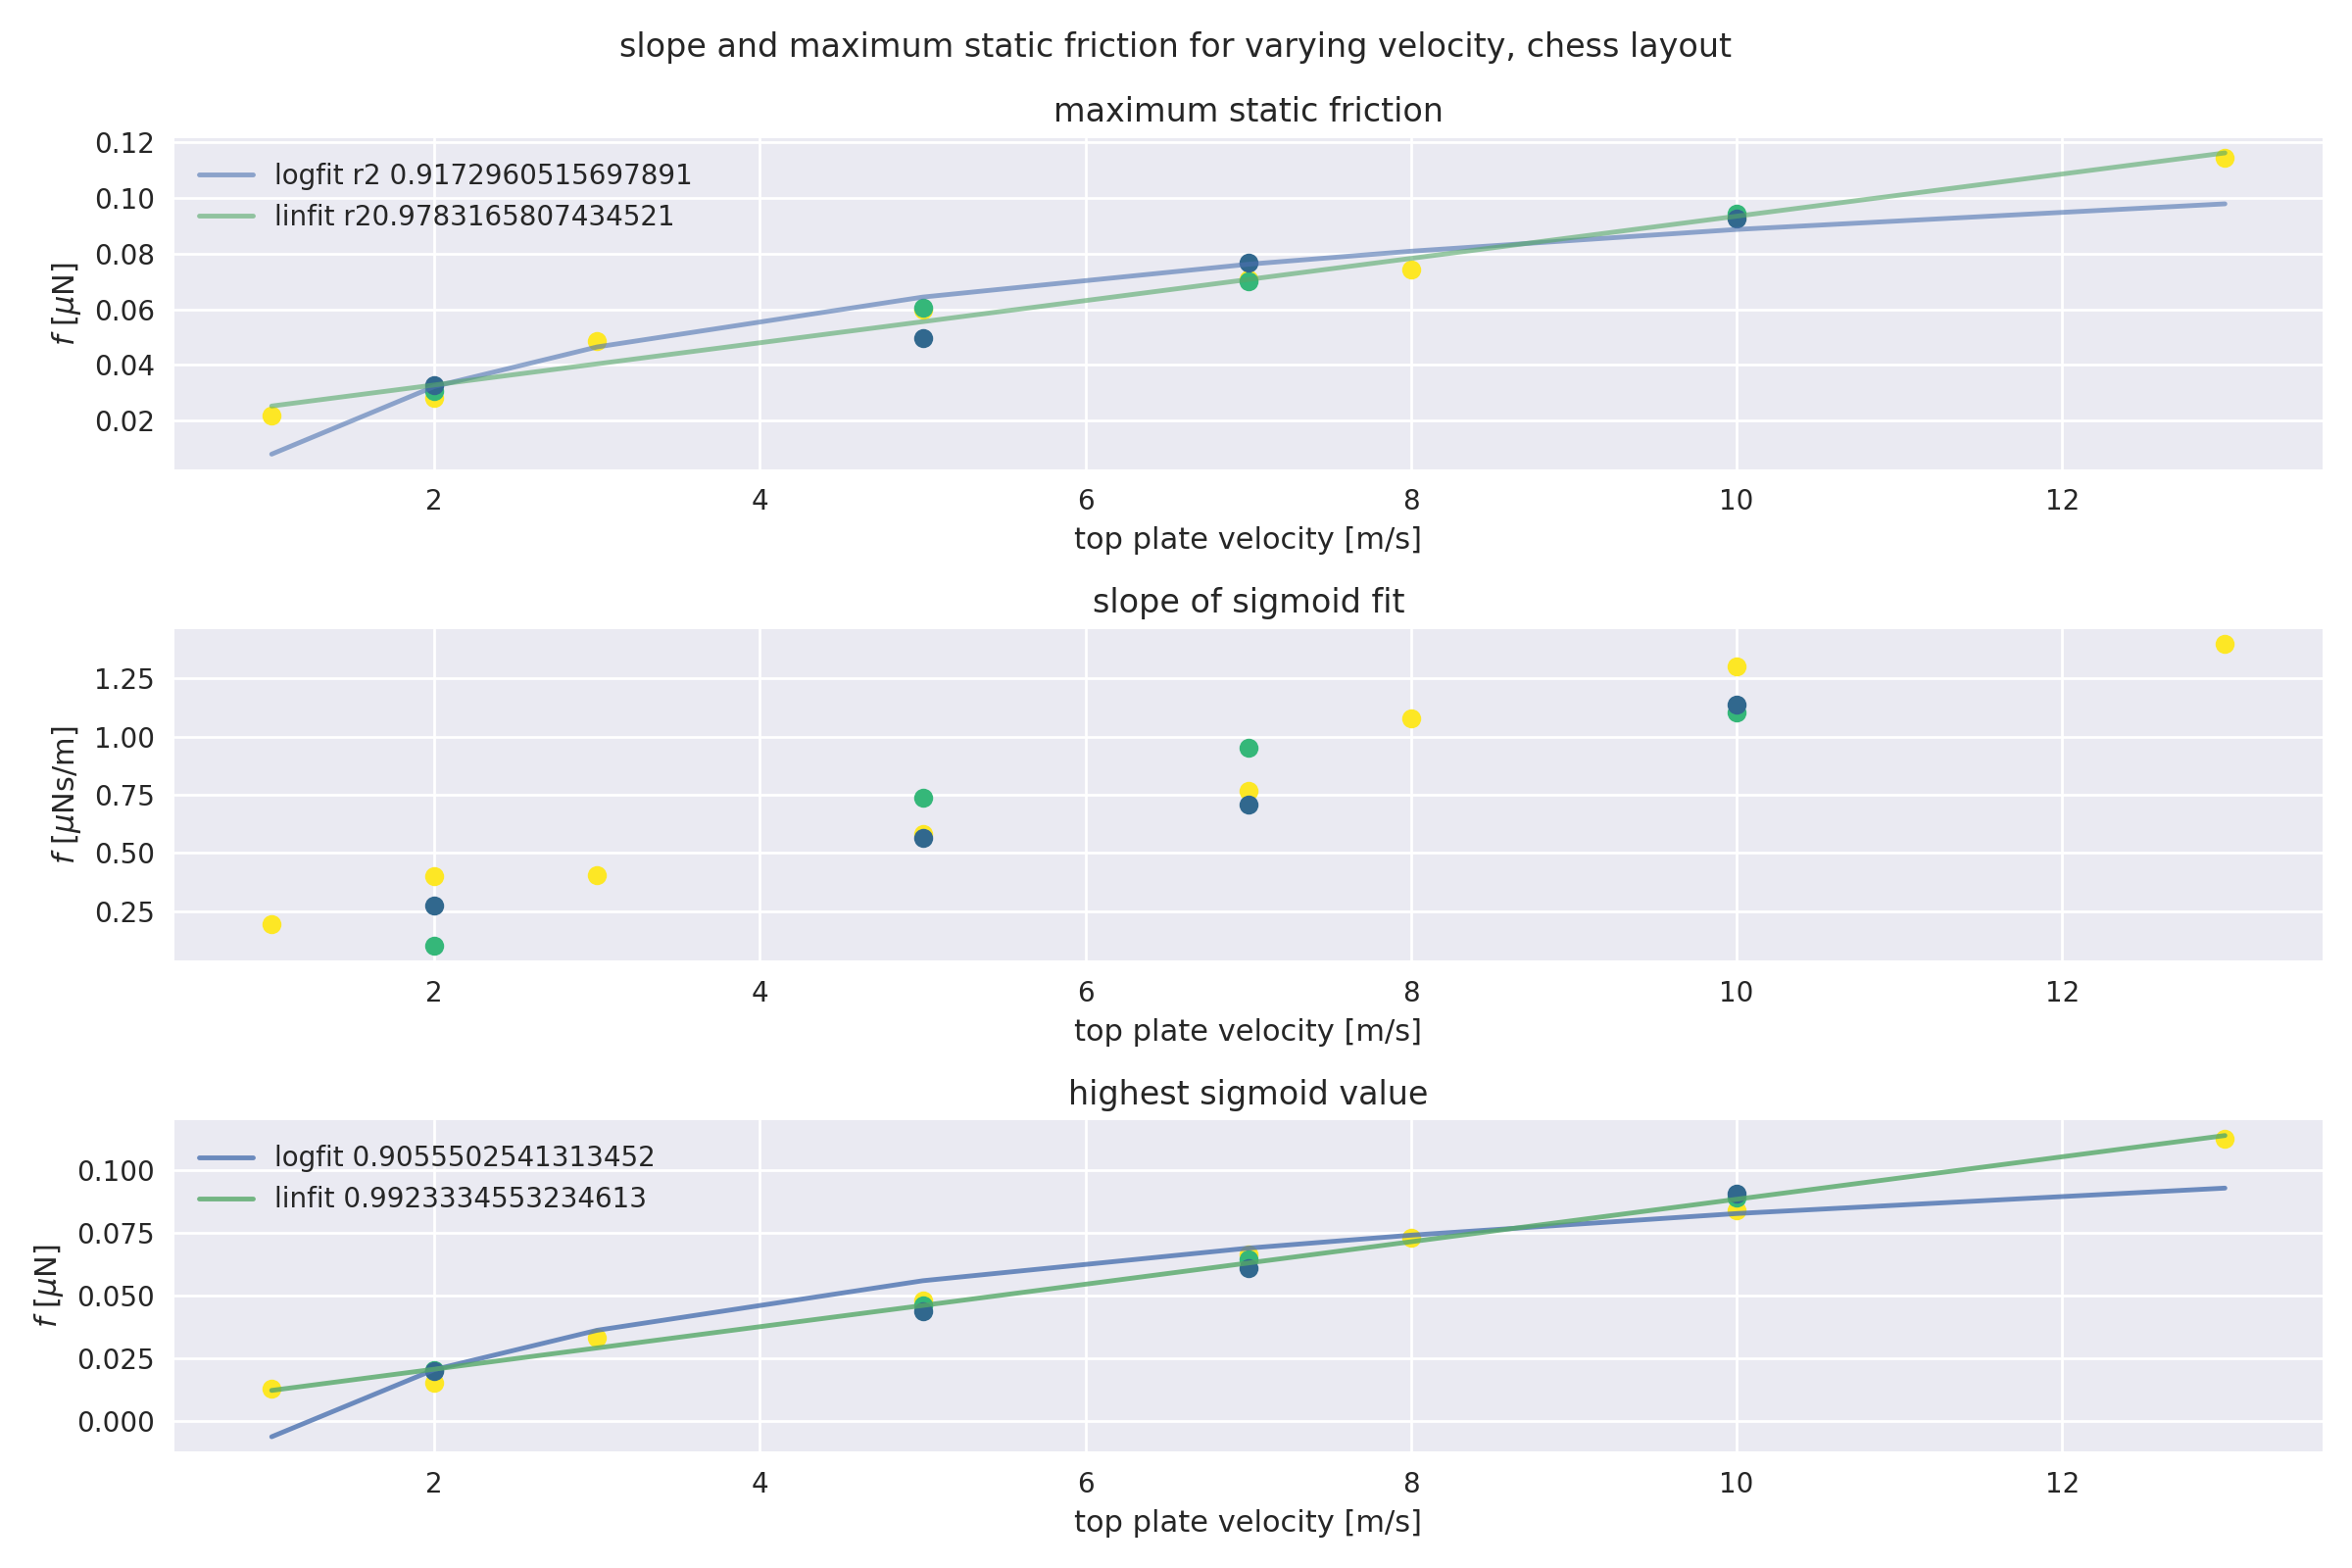 slope and maximum static friction for varying velocity, chess layout
maximum static friction
0.12
0.10
0.08
0.06
0.04
0.02
f [μN]
logfit r2 0.9172960515697891
linfit r20.9783165807434521
2 4 6 8 10 12
top plate velocity [m/s]
slope of sigmoid fit
1.25
1.00
0.75
0.50
0.25
f [μNs/m]
2 4 6 8 10 12
top plate velocity [m/s]
highest sigmoid value
0.100
0.075
0.050
0.025
0.000
f [μN]
logfit 0.9055502541313452
linfit 0.9923334553234613
2 4 6 8 10 12
top plate velocity [m/s]